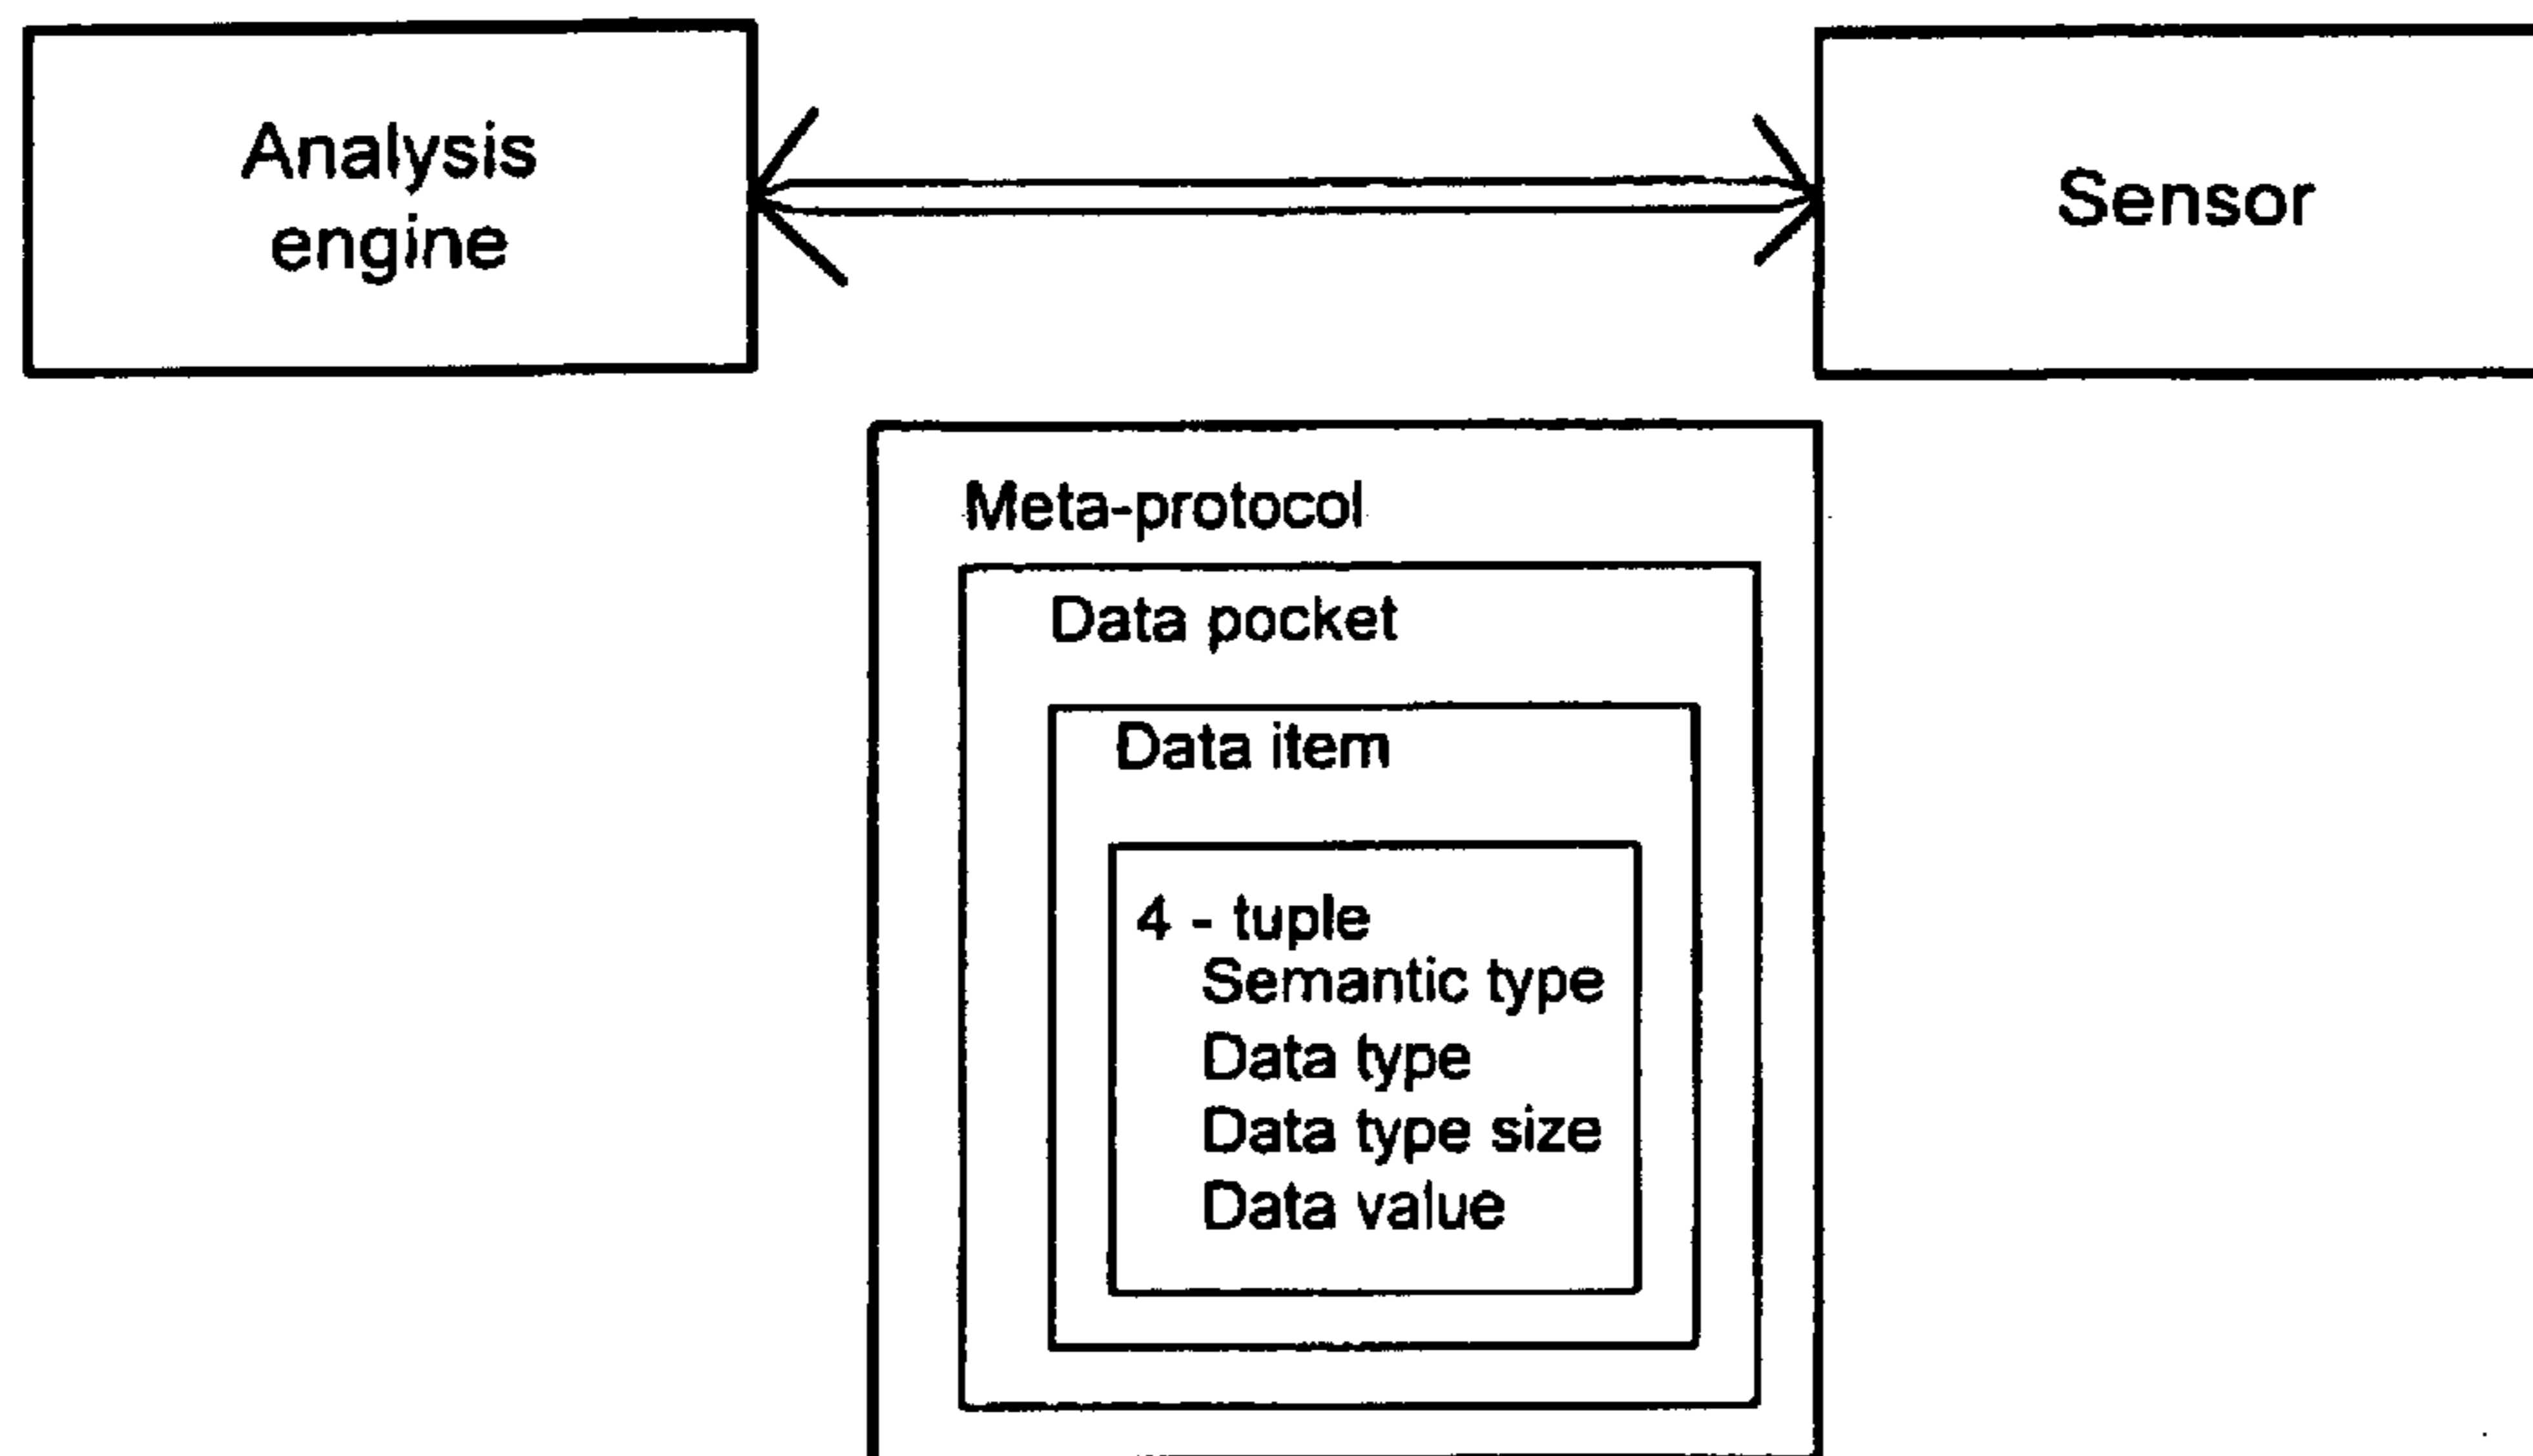 Analysis
engine
Sensor
Meta-protocol
Data pocket
Data item
4 - tuple
Semantic type
Data type
Data type size
Data value